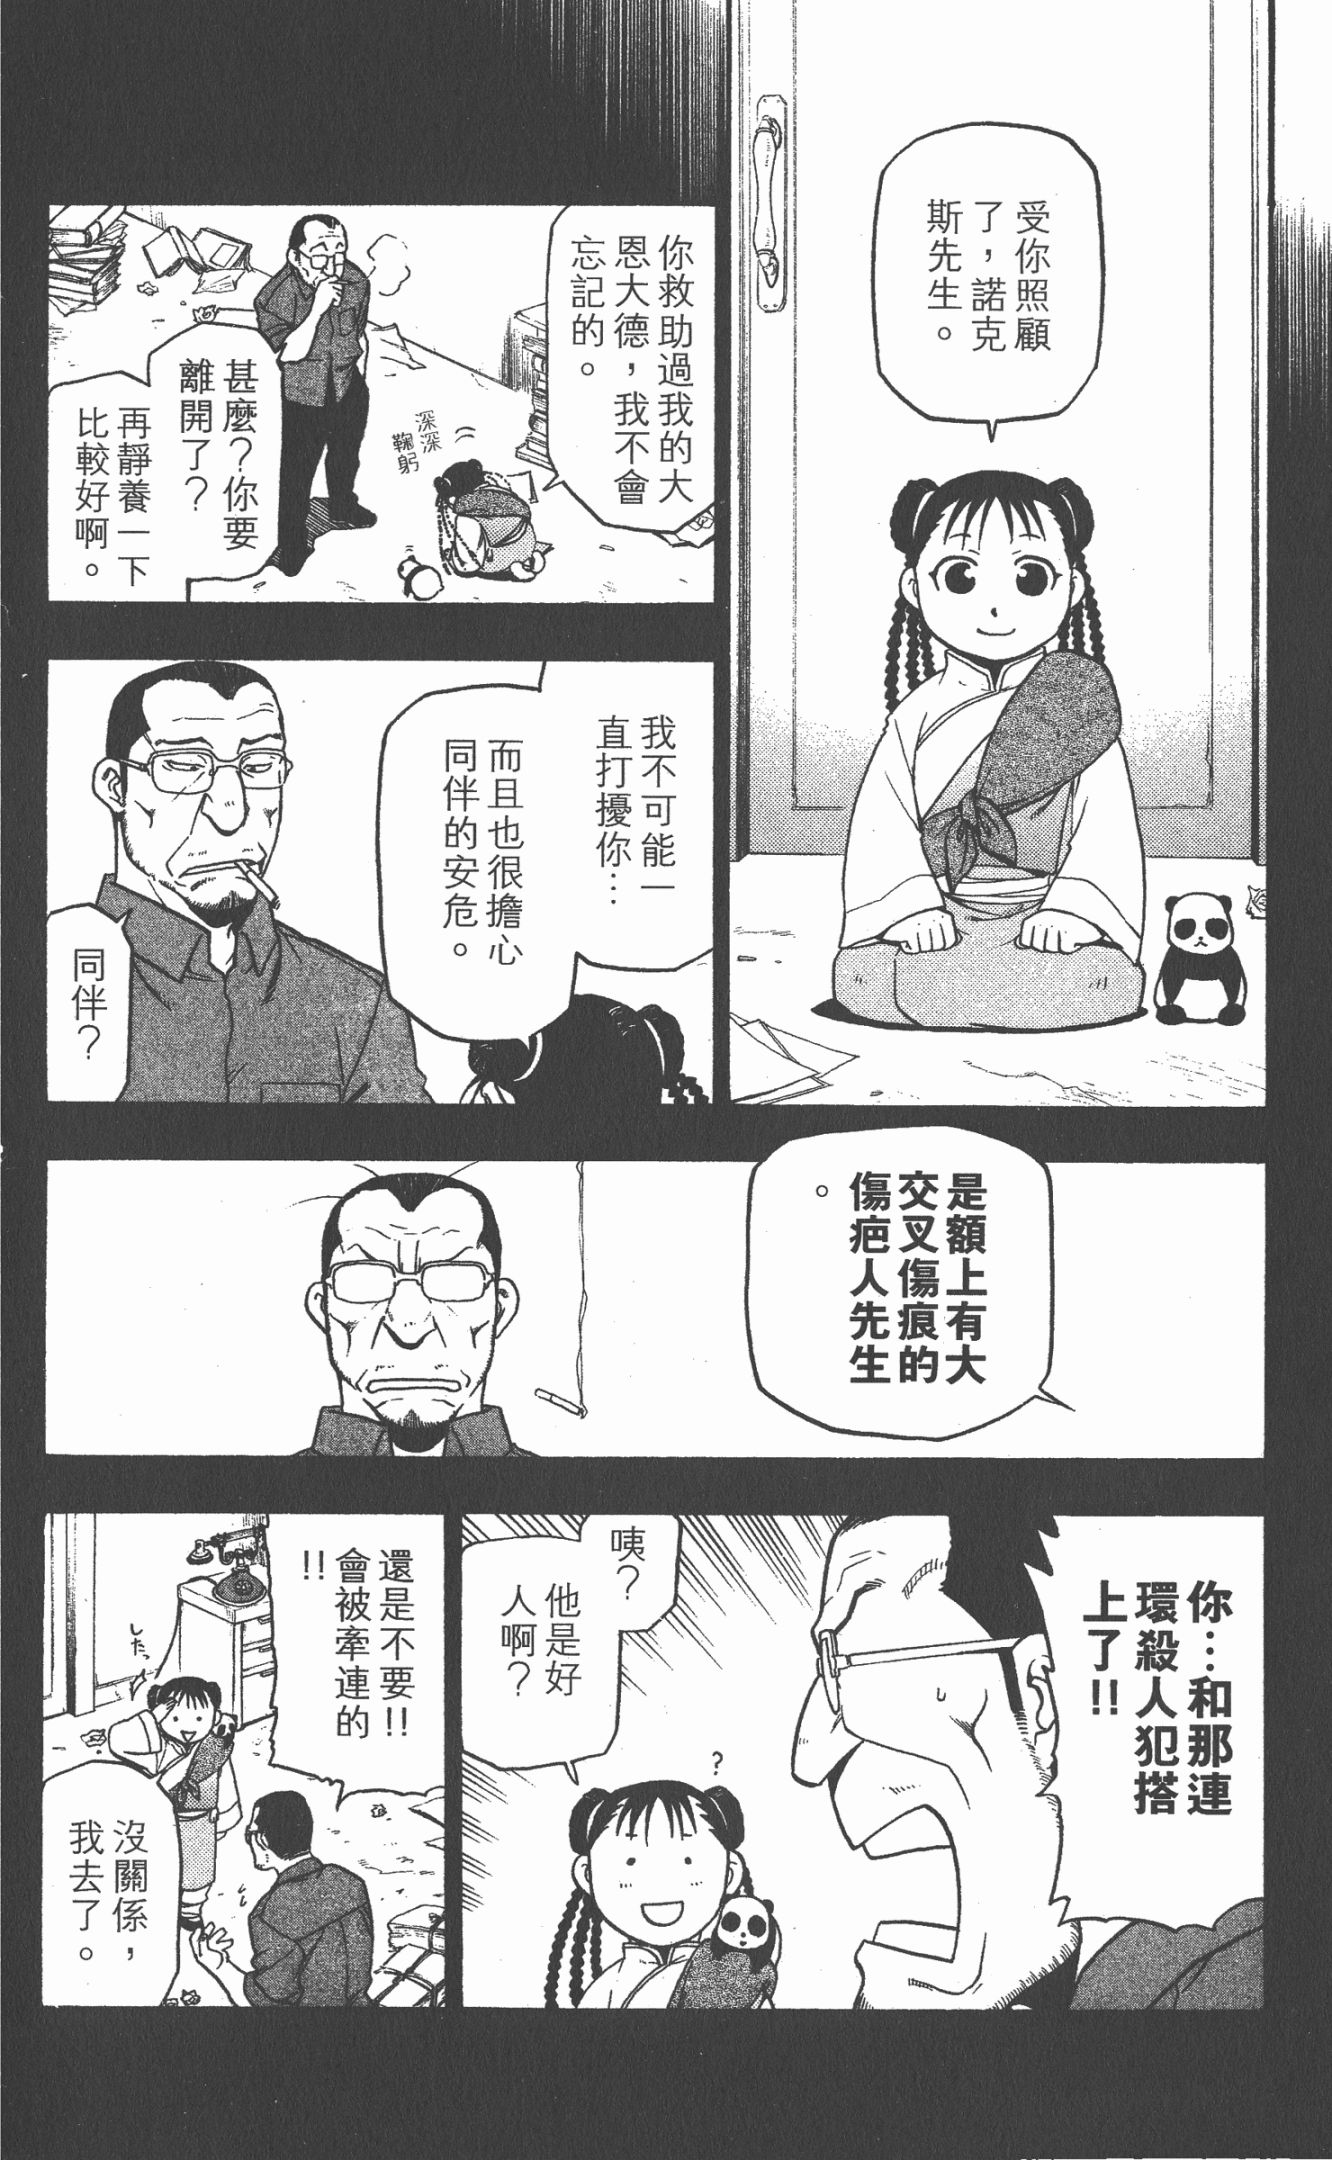 受你照顧
了，諾克
斯先生。
你救助過我的大
恩大德，我不會
忘記的。
深深
鞠躬
甚麼？你要
離開了？
再靜養一下
比較好啊。
我不可能一
直打擾你…
而且也很擔心
同伴的安危。
同伴？
是額上有大
交叉傷痕的
傷疤人先生
。
你…和那連
環殺人犯搭
上了!!
咦？
他是好
人啊？
?
還是不要!!
會被牽連的
!!
したっ
沒關係，
我去了。